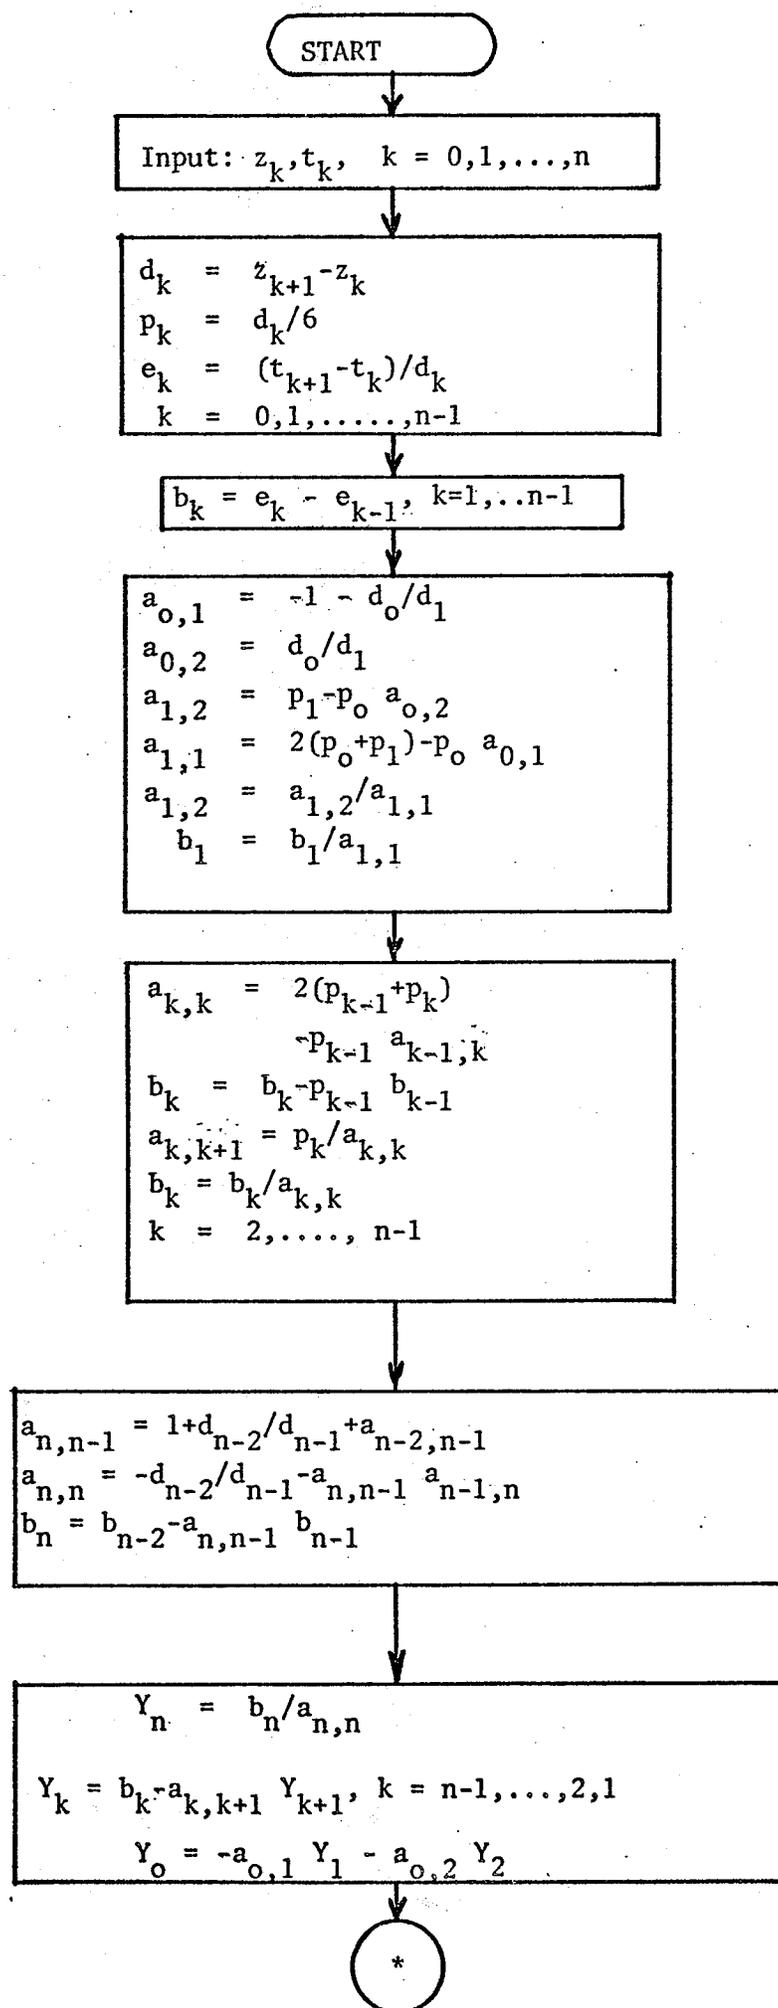 START
Input: z_k,t_k, k = 0,1,...,n
d_k = z_{k+1}-z_k
p_k = d_k/6
e_k = (t_{k+1}-t_k)/d_k
k = 0,1,.....,n-1
b_k = e_k - e_{k-1}, k=1,..n-1
a_{o,1} = -1 - d_o/d_1
a_{0,2} = d_o/d_1
a_{1,2} = p_1-p_o a_{o,2}
a_{1,1} = 2(p_o+p_1)-p_o a_{0,1}
a_{1,2} = a_{1,2}/a_{1,1}
b_1 = b_1/a_{1,1}
a_{k,k} = 2(p_{k-1}+p_k)
-p_{k-1} a_{k-1,k}
b_k = b_k-p_{k-1} b_{k-1}
a_{k,k+1} = p_k/a_{k,k}
b_k = b_k/a_{k,k}
k = 2,...., n-1
a_{n,n-1} = 1+d_{n-2}/d_{n-1}+a_{n-2,n-1}
a_{n,n} = -d_{n-2}/d_{n-1}-a_{n,n-1} a_{n-1,n}
b_n = b_{n-2}-a_{n,n-1} b_{n-1}
Y_n = b_n/a_{n,n}
Y_k = b_k-a_{k,k+1} Y_{k+1}, k = n-1,...,2,1
Y_o = -a_{o,1} Y_1 - a_{o,2} Y_2
*